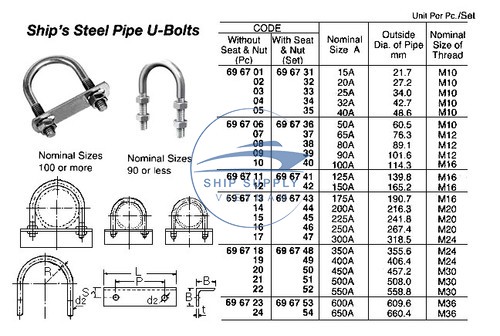 Unit Per Pc./Set
Ship's Steel Pipe U-Bolts
CODE
Without Seat & Nut (Pc) With Seat & Nut (Set) Nominal Size A Outside Dia. of Pipe mm Nominal Size of Thread
69 67 01 69 67 31 15A 21.7 M10
02 32 20A 27.2 M10
03 33 25A 34.0 M10
04 34 32A 42.7 M10
05 35 40A 48.6 M10
69 67 06 69 67 36 50A 60.5 M10
07 37 65A 76.3 M12
08 38 80A 89.1 M12
09 39 90A 101.6 M12
10 40 100A 114.3 M16
69 67 11 69 67 41 125A 139.8 M16
12 42 150A 165.2 M16
69 67 13 69 67 43 175A 190.7 M16
14 44 200A 216.3 M20
15 45 225A 241.8 M20
16 46 250A 267.4 M20
17 47 300A 318.5 M24
69 67 18 69 67 48 350A 355.6 M24
19 49 400A 406.4 M24
20 50 450A 457.2 M30
21 51 500A 508.0 M30
22 52 550A 558.8 M30
69 67 23 69 67 53 600A 609.6 M36
24 54 650A 660.4 M36
Nominal Sizes
100 or more
Nominal Sizes
90 or less
SHIP SUPPLY
R
d2
L
P
S
d2
B
B
t